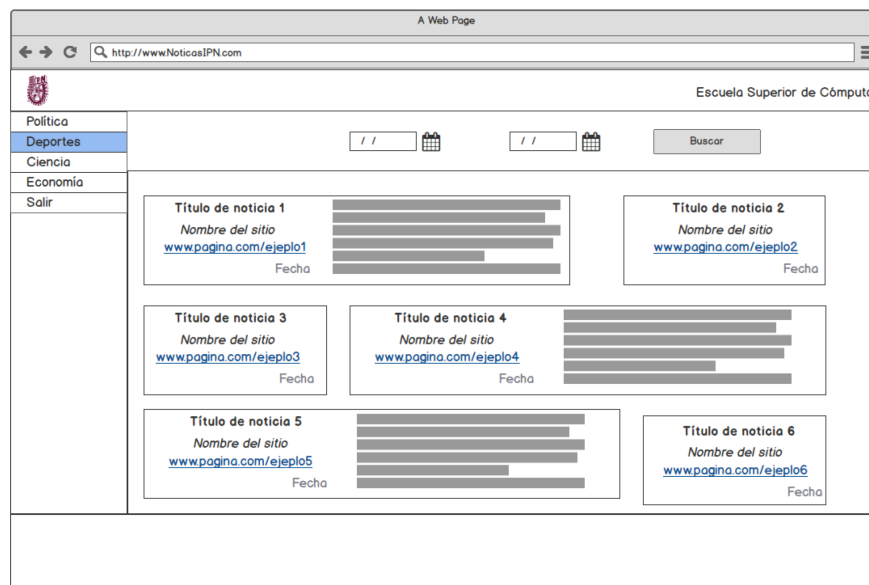 A Web Page
http://www.NoticasIPN.com
Escuela Superior de Cómputo
Política
Deportes
Ciencia
Economía
Salir
/ /
/ /
Buscar
Título de noticia 1
Nombre del sitio
www.pagina.com/ejeplo1
Fecha
Título de noticia 2
Nombre del sitio
www.pagina.com/ejeplo2
Fecha
Título de noticia 3
Nombre del sitio
www.pagina.com/ejeplo3
Fecha
Título de noticia 4
Nombre del sitio
www.pagina.com/ejeplo4
Fecha
Título de noticia 5
Nombre del sitio
www.pagina.com/ejeplo5
Fecha
Título de noticia 6
Nombre del sitio
www.pagina.com/ejeplo6
Fecha